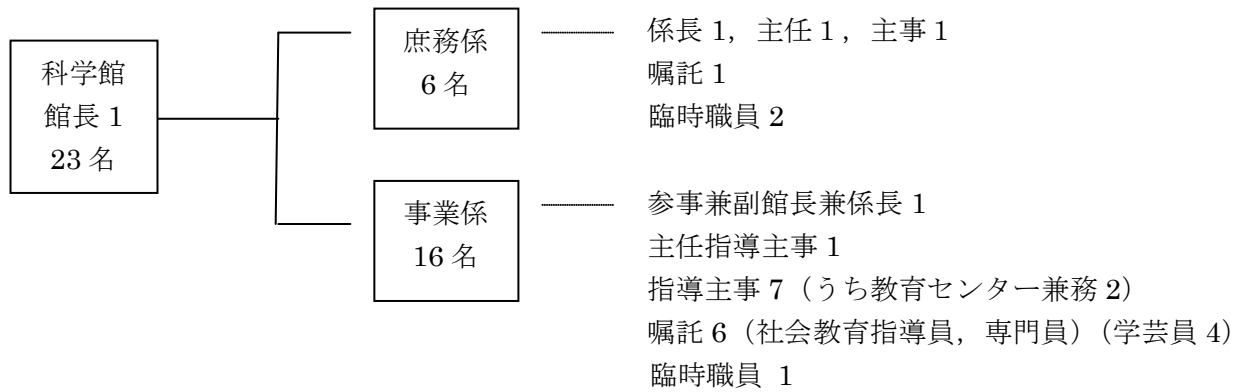 科学館
館長 1
23 名
庶務係
6 名
係長 1，主任 1，主事 1
嘱託 1
臨時職員 2
事業係
16 名
参事兼副館長兼係長 1
主任指導主事 1
指導主事 7（うち教育センター兼務 2）
嘱託 6（社会教育指導員，専門員）（学芸員 4）
臨時職員 1